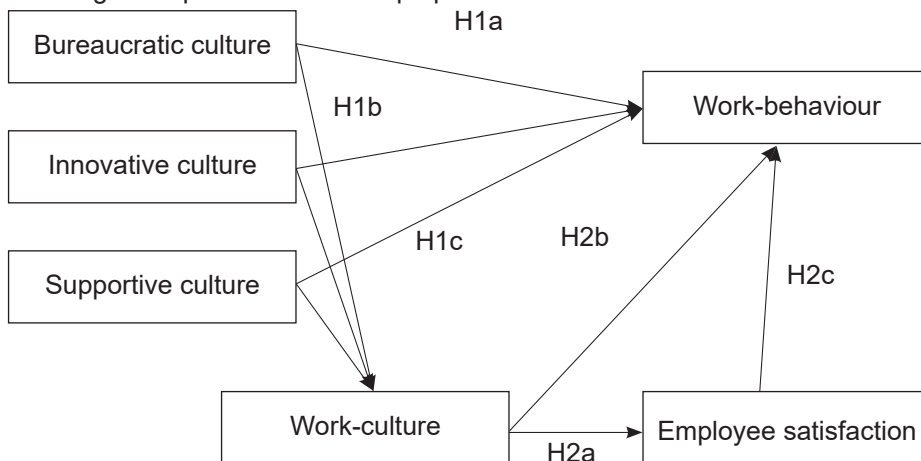 Bureaucratic culture
H1a
Work-behaviour
H1b
Innovative culture
H1c
H2b
Supportive culture
H2c
Work-culture
H2a
Employee satisfaction